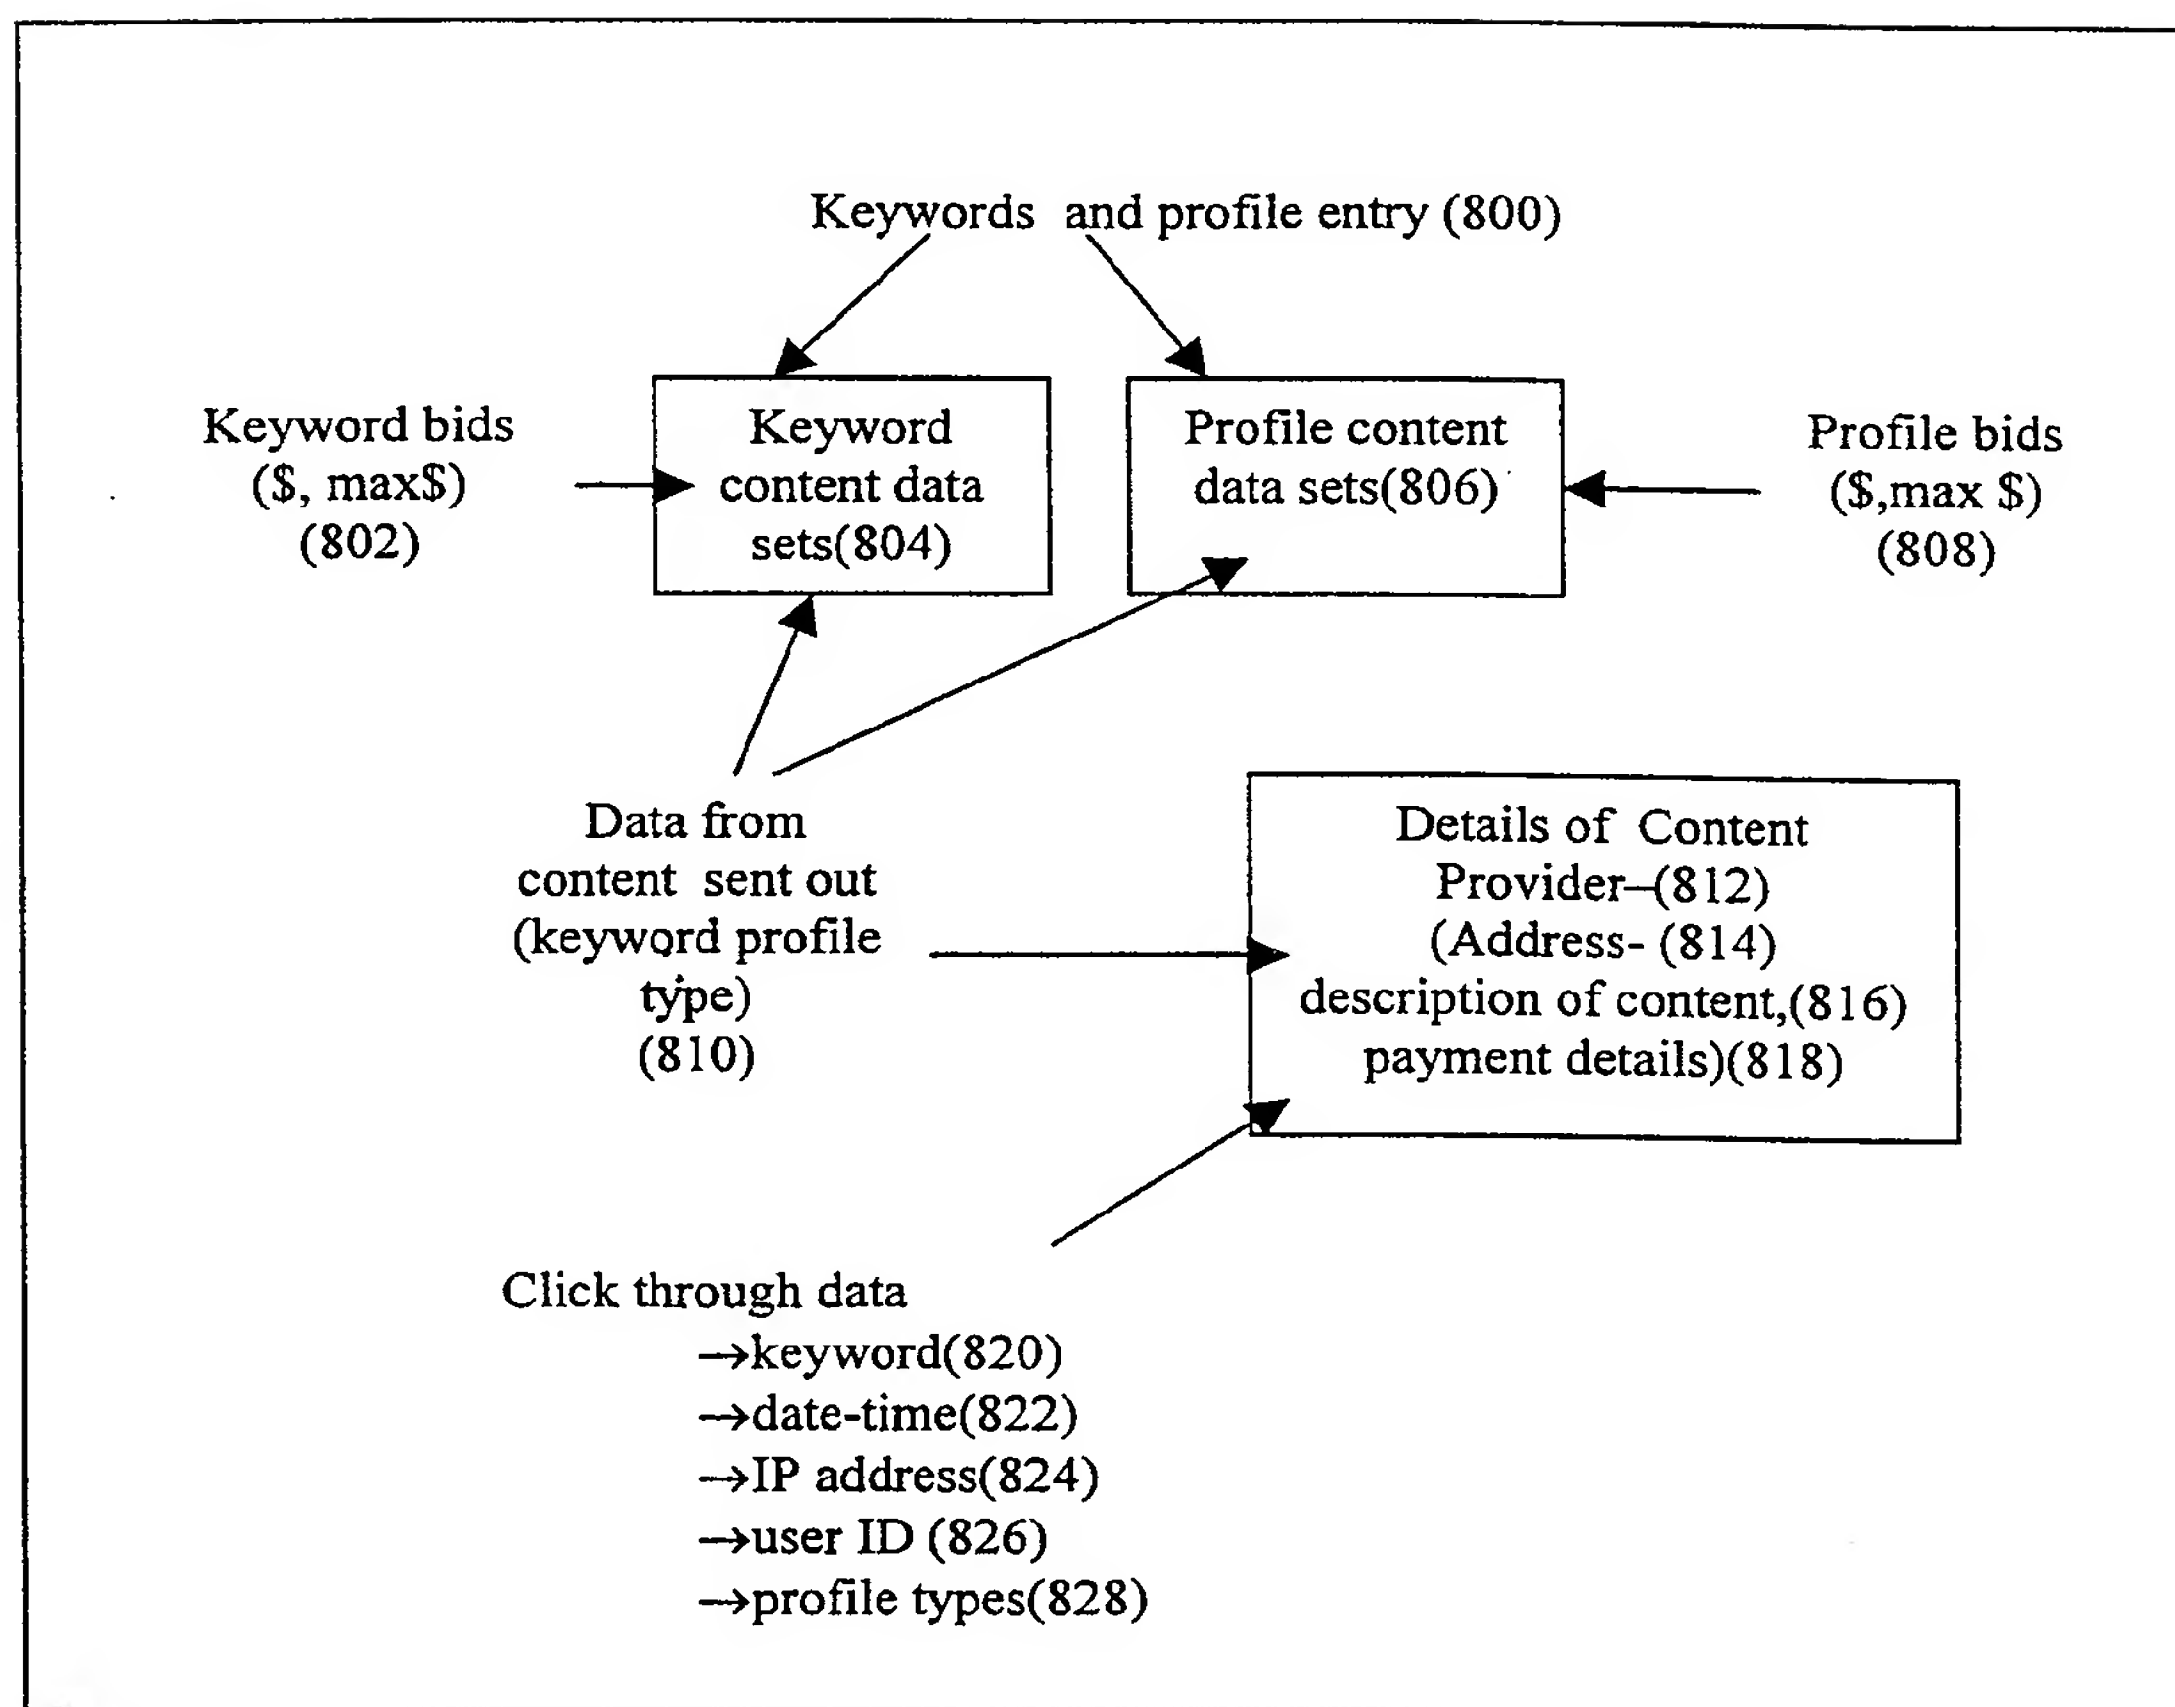 Keywords and profile entry (800)
Keyword bids
($, max$)
(802)
Keyword
content data
sets(804)
Profile content
data sets(806)
Profile bids
($,max $)
(808)
Data from
content sent out
(keyword profile
type)
(810)
Details of Content
Provider–(812)
(Address- (814)
description of content,(816)
payment details)(818)
Click through data
→keyword(820)
→date-time(822)
→IP address(824)
→user ID (826)
→profile types(828)